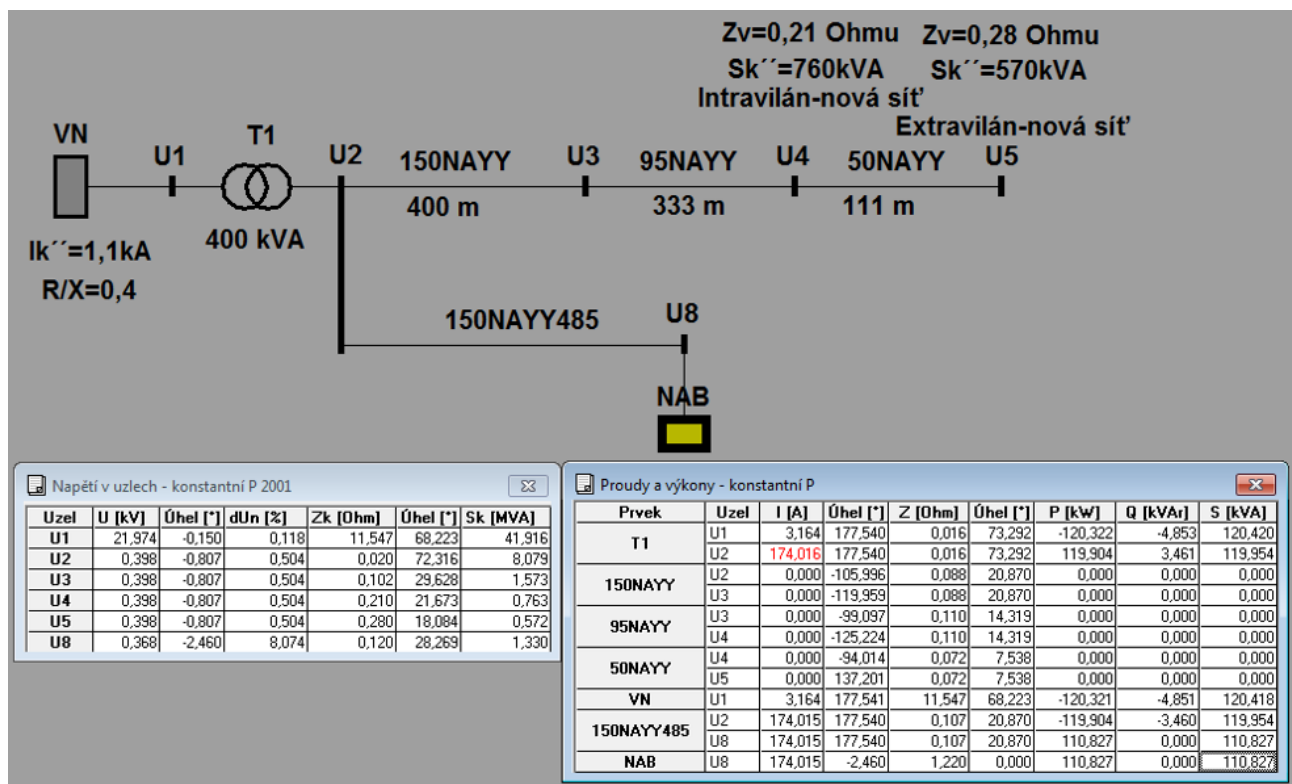 Zv=0,21 Ohmu Zv=0,28 Ohmu
Sk´´=760kVA Sk´´=570kVA
Intravilán-nová síť
Extravilán-nová síť
VN U1 T1 U2 150NAYY U3 95NAYY U4 50NAYY U5
400 m 333 m 111 m
400 kVA
Ik´´=1,1kA
R/X=0,4
150NAYY485 U8
NAB
Napětí v uzlech - konstantní P 2001
Uzel U [kV] Úhel [°] dUn [%] Zk [Ohm] Úhel [°] Sk [MVA]
U1 21,974 -0,150 0,118 11,547 68,223 41,916
U2 0,398 -0,807 0,504 0,020 72,316 8,079
U3 0,398 -0,807 0,504 0,102 29,628 1,573
U4 0,398 -0,807 0,504 0,210 21,673 0,763
U5 0,398 -0,807 0,504 0,280 18,084 0,572
U8 0,368 -2,460 8,074 0,120 28,269 1,330
Proudy a výkony - konstantní P
Prvek Uzel I [A] Úhel [°] Z [Ohm] Úhel [°] P [kW] Q [kVAr] S [kVA]
T1 U1 3,164 177,540 0,016 73,292 -120,322 -4,853 120,420
U2 174,016 177,540 0,016 73,292 119,904 3,461 119,954
150NAYY U2 0,000 -105,996 0,088 20,870 0,000 0,000 0,000
U3 0,000 -119,959 0,088 20,870 0,000 0,000 0,000
95NAYY U3 0,000 -99,097 0,110 14,319 0,000 0,000 0,000
U4 0,000 -125,224 0,110 14,319 0,000 0,000 0,000
50NAYY U4 0,000 -94,014 0,072 7,538 0,000 0,000 0,000
U5 0,000 137,201 0,072 7,538 0,000 0,000 0,000
VN U1 3,164 177,541 11,547 68,223 -120,321 -4,851 120,418
150NAYY485 U2 174,015 177,540 0,107 20,870 -119,904 -3,460 119,954
U8 174,015 177,540 0,107 20,870 110,827 0,000 110,827
NAB U8 174,015 -2,460 1,220 0,000 110,827 0,000 110,827